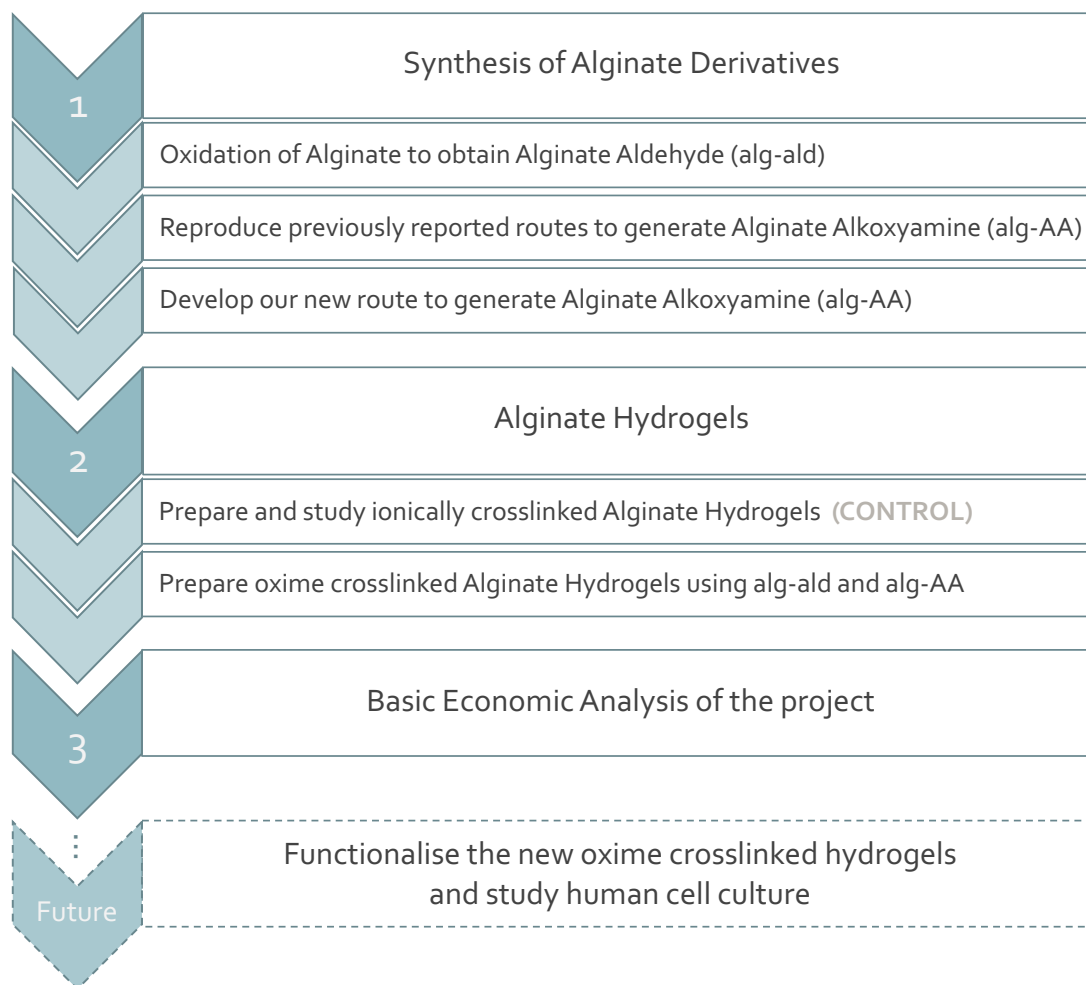 1
Synthesis of Alginate Derivatives
Oxidation of Alginate to obtain Alginate Aldehyde (alg-ald)
Reproduce previously reported routes to generate Alginate Alkoxyamine (alg-AA)
Develop our new route to generate Alginate Alkoxyamine (alg-AA)
2
Alginate Hydrogels
Prepare and study ionically crosslinked Alginate Hydrogels (CONTROL)
Prepare oxime crosslinked Alginate Hydrogels using alg-ald and alg-AA
3
Basic Economic Analysis of the project
⋮
Future
Functionalise the new oxime crosslinked hydrogels
and study human cell culture